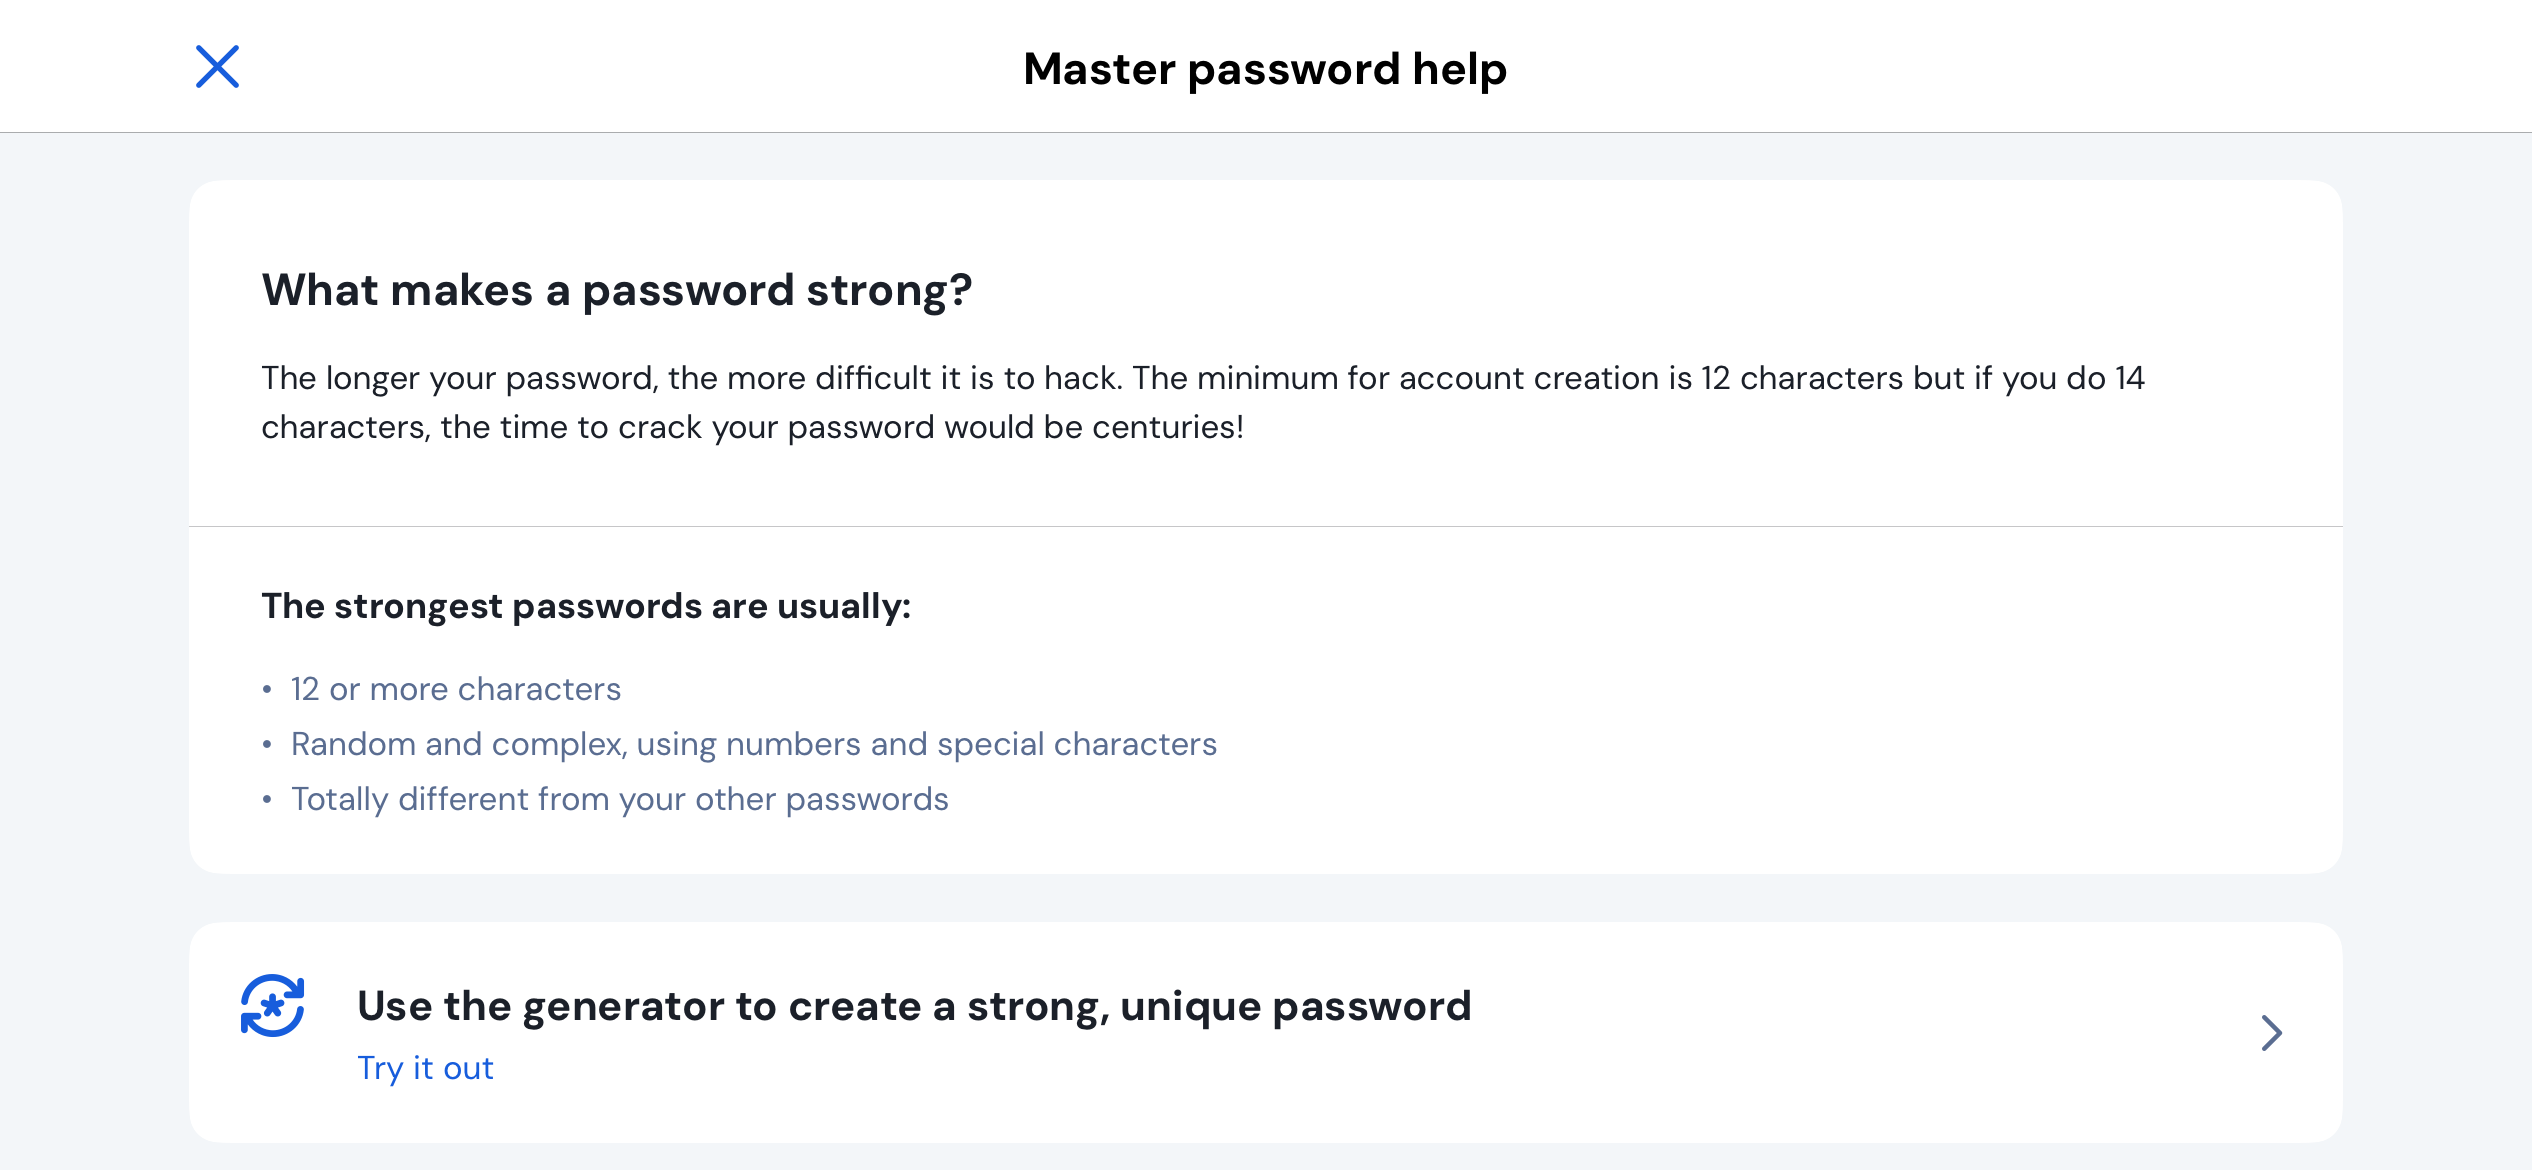 Master password help
What makes a password strong?
The longer your password, the more difficult it is to hack. The minimum for account creation is 12 characters but if you do 14
characters, the time to crack your password would be centuries!
The strongest passwords are usually:
• 12 or more characters
• Random and complex, using numbers and special characters
• Totally different from your other passwords
Use the generator to create a strong, unique password
Try it out